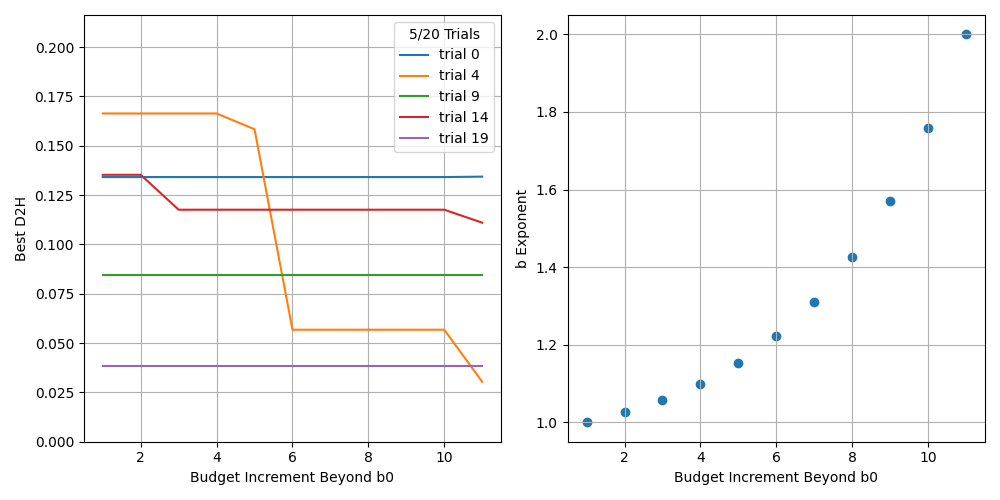 0.200
0.175
0.150
0.125
0.100
0.075
0.050
0.025
0.000
Best D2H
2 4 6 8 10
Budget Increment Beyond b0
5/20 Trials
trial 0
trial 4
trial 9
trial 14
trial 19
2.0
1.8
1.6
1.4
1.2
1.0
b Exponent
2 4 6 8 10
Budget Increment Beyond b0